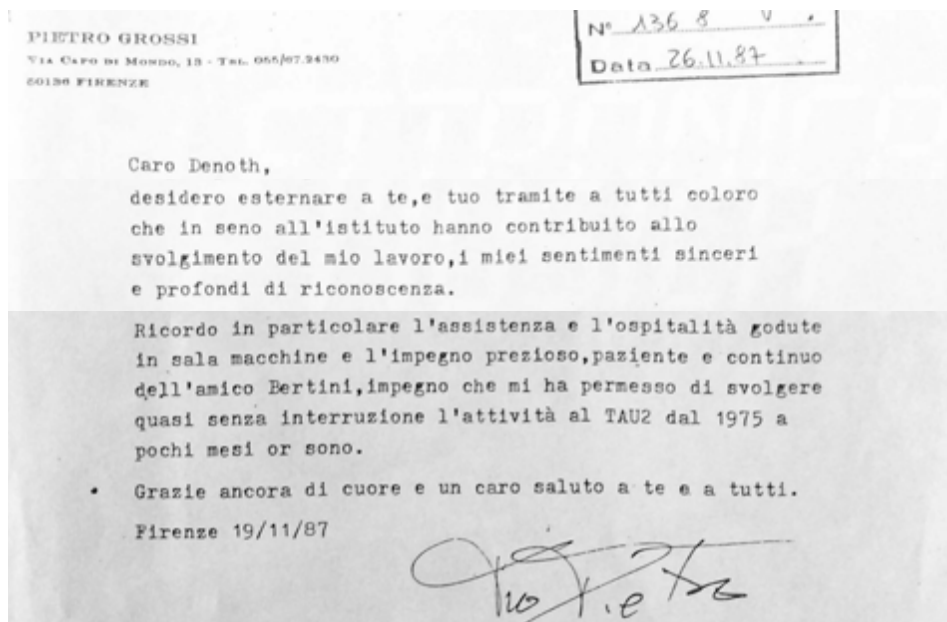 PIETRO GROSSI
VIA CAPO DI MONDO, 13 - TEL. 055/67.2430
50136 FIRENZE
N° 136 8 V.
Data 26.11.87
Caro Denoth,
desidero esternare a te,e tuo tramite a tutti coloro
che in seno all'istituto hanno contribuito allo
svolgimento del mio lavoro,i miei sentimenti sinceri
e profondi di riconoscenza.
Ricordo in particolare l'assistenza e l'ospitalità godute
in sala macchine e l'impegno prezioso,paziente e continuo
dell'amico Bertini,impegno che mi ha permesso di svolgere
quasi senza interruzione l'attività al TAU2 dal 1975 a
pochi mesi or sono.
Grazie ancora di cuore e un caro saluto a te e a tutti.
Firenze 19/11/87
Tuo Pietro